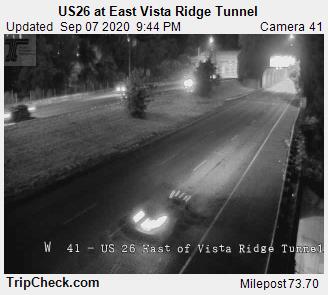 US26 at East Vista Ridge Tunnel
Updated Sep 07 2020 9:44 PM Camera 41
W 41 - US 26 East of Vista Ridge Tunnel
TripCheck.com Milepost73.70